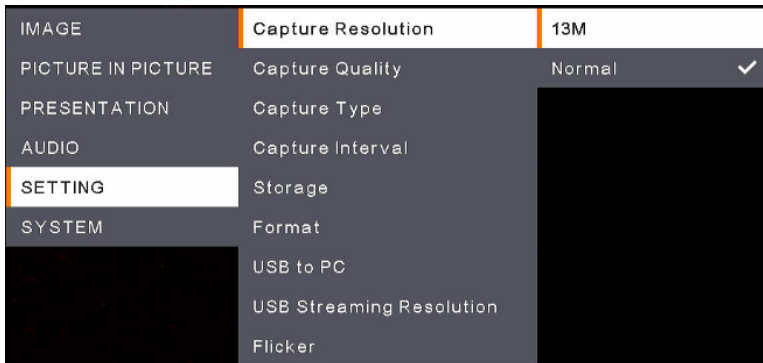 IMAGE
PICTURE IN PICTURE
PRESENTATION
AUDIO
SETTING
SYSTEM
Capture Resolution
Capture Quality
Capture Type
Capture Interval
Storage
Format
USB to PC
USB Streaming Resolution
Flicker
13M
Normal